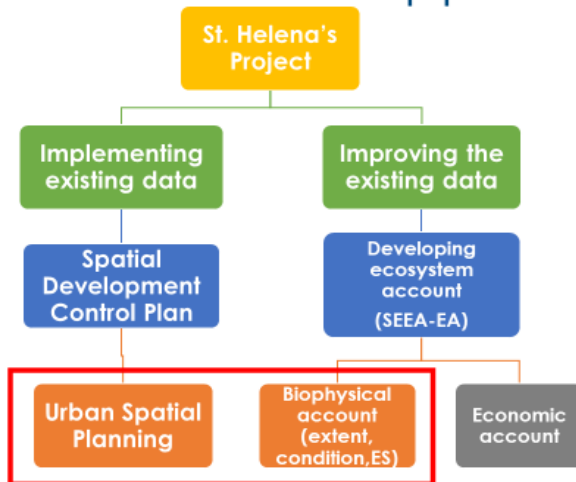 St. Helena's
Project
Implementing
existing data
Improving the
existing data
Spatial
Development
Control Plan
Developing
ecosystem
account
(SEEA-EA)
Urban Spatial
Planning
Biophysical
account
(extent,
condition,ES)
Economic
account